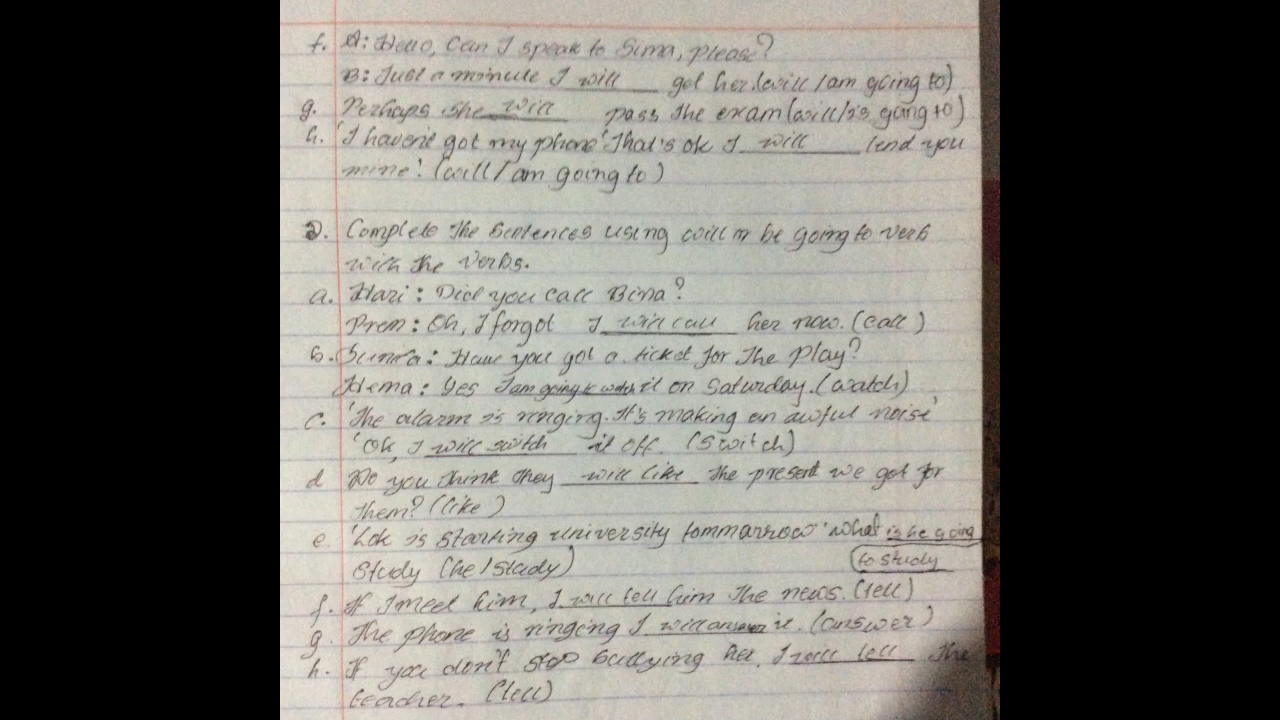 f. A: Hello, Can I speak to Sima, please?
B: Just a minute I will get her.(will/am going to)
g. Perhaps she will pass the exam(will/is going to)
h. 'I haven't got my phone' 'That's ok I will lend you
mine'. (will/am going to)
2. Complete the sentences using will or be going to verb
with the verbs.
a. Hari: Did you call Bina?
Prem: Oh, I forgot I will call her now. (call)
b. Sunita: Have you got a ticket for the play?
Hema: Yes I am going to watch it on Saturday.(watch)
c. 'The alarm is ringing. It's making an awful noise'
'Ok, I will switch it off. (switch)
d Do you think they will like the present we got for
them? (like)
e. 'Lok is starting university tommarrow' 'what is he going
study (he/study) to study
f. If I meet him, I will tell him the news. (tell)
g. The phone is ringing I will answer it. (answer)
h. If you don't stop bullying her, I will tell the
teacher. (tell)